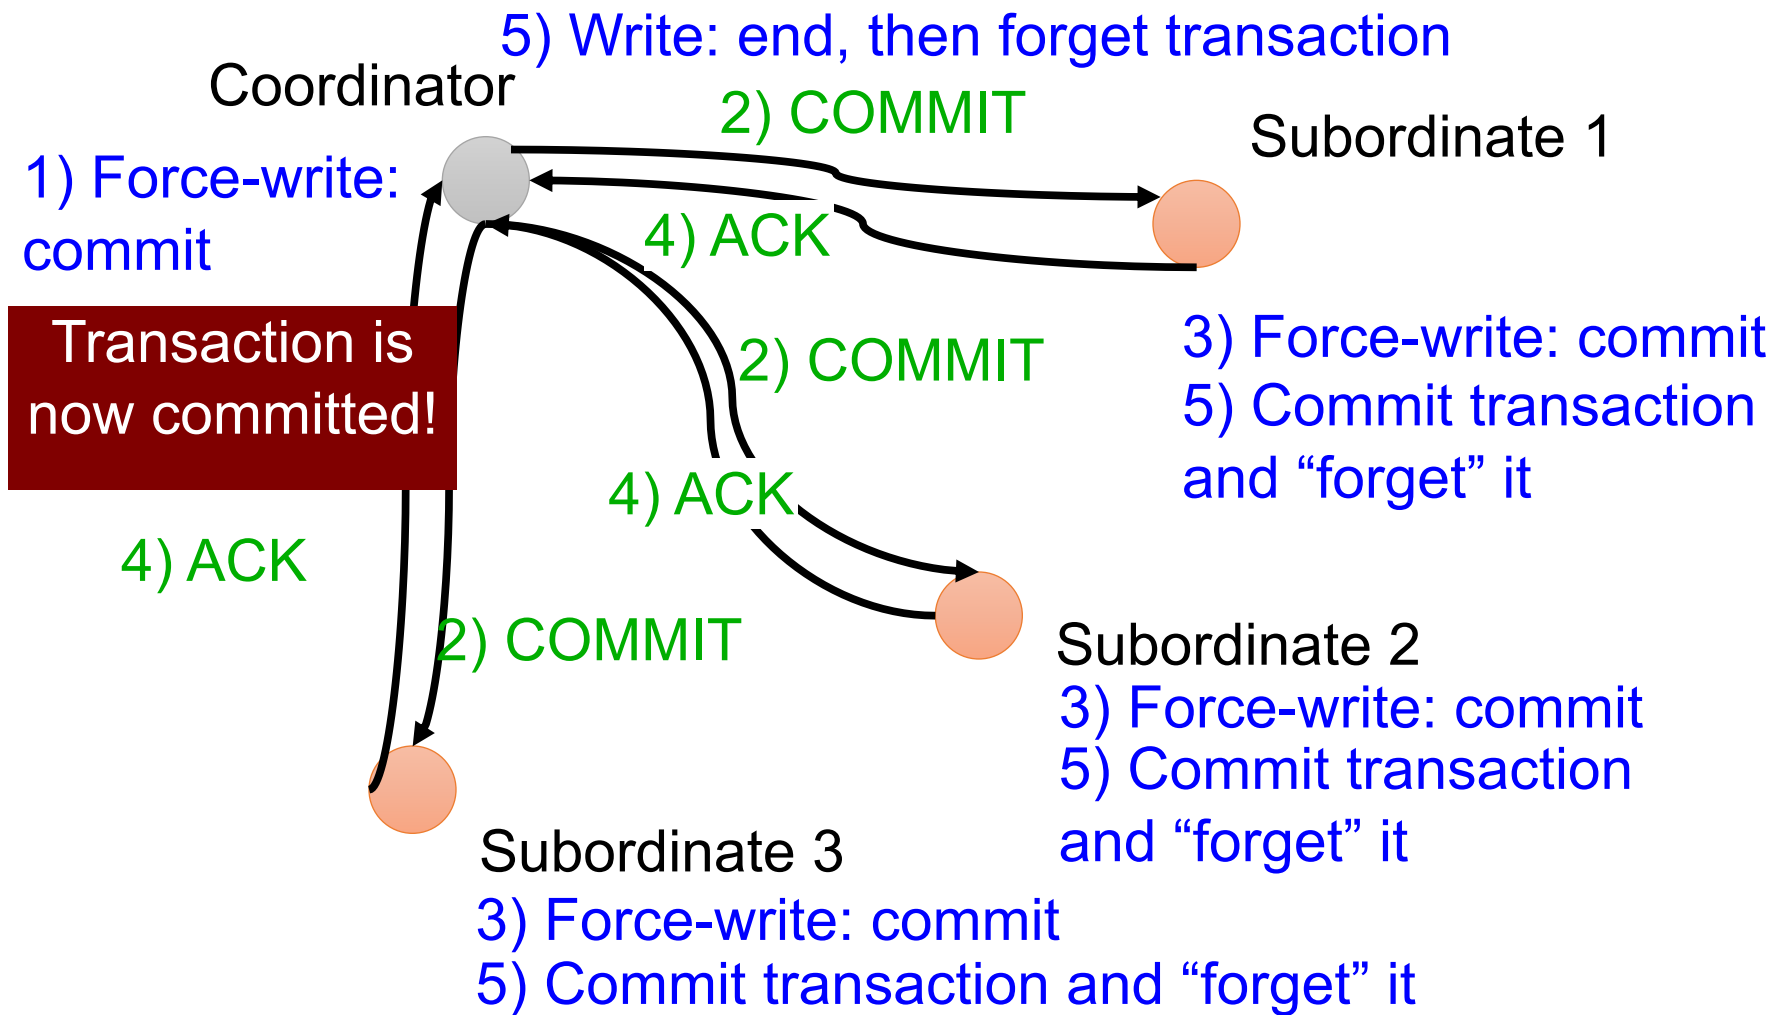 5) Write: end, then forget transaction
Coordinator
2) COMMIT
Subordinate 1
1) Force-write:
commit
4) ACK
Transaction is
now committed!
2) COMMIT
3) Force-write: commit
5) Commit transaction
and “forget” it
4) ACK
4) ACK
2) COMMIT
Subordinate 2
3) Force-write: commit
5) Commit transaction
and “forget” it
Subordinate 3
3) Force-write: commit
5) Commit transaction and “forget” it